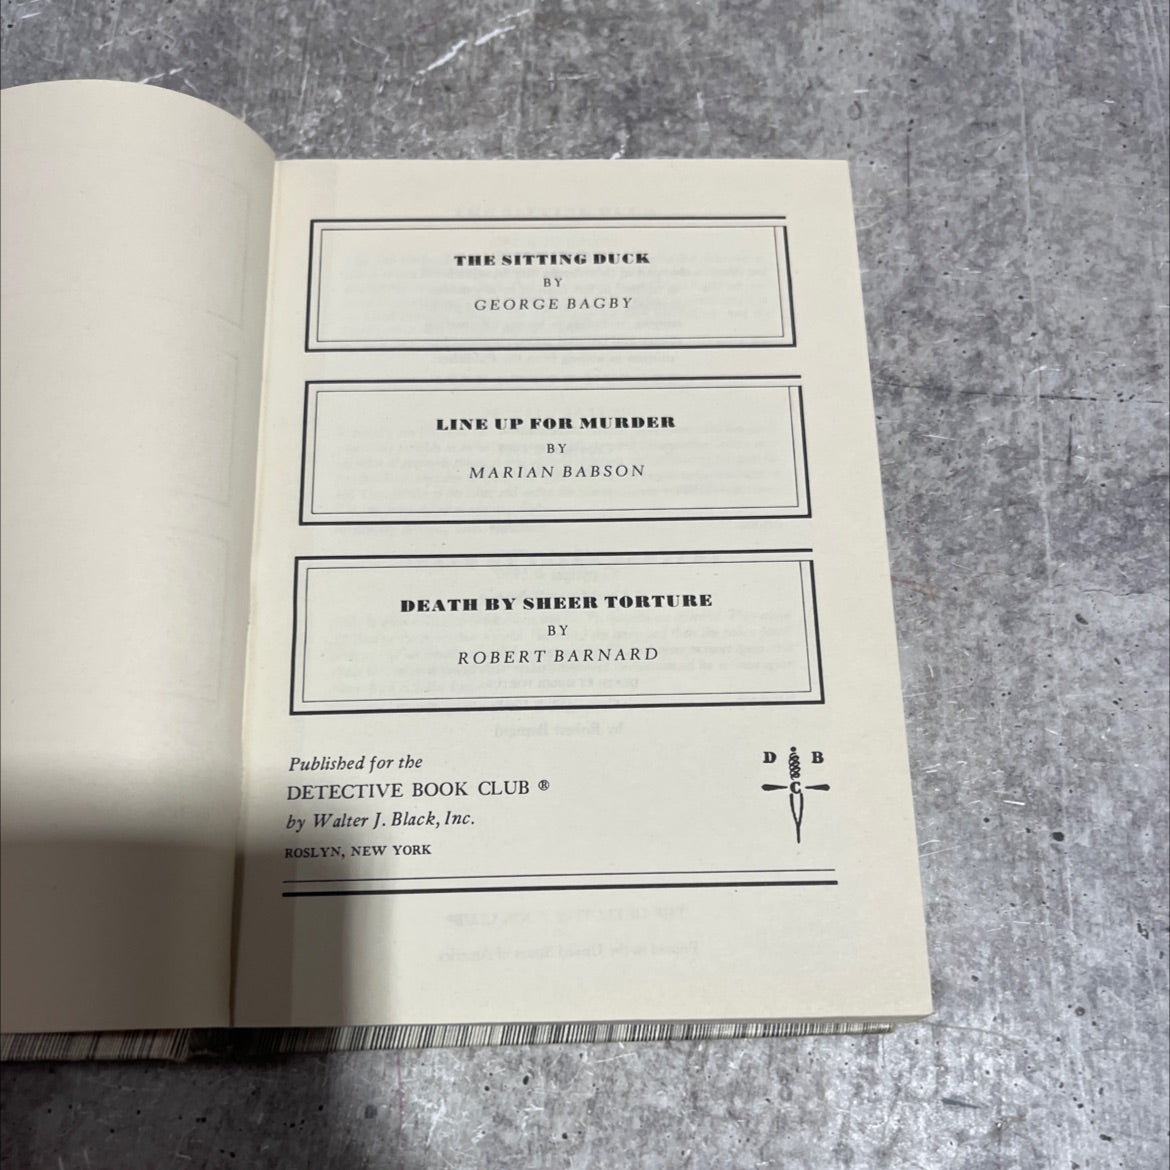 THE SITTING DUCK
BY
GEORGE BAGBY
LINE UP FOR MURDER
BY
MARIAN BABSON
DEATH BY SHEER TORTURE
BY
ROBERT BARNARD
Published for the
DETECTIVE BOOK CLUB ®
by Walter J. Black, Inc.
ROSLYN, NEW YORK
D B
C